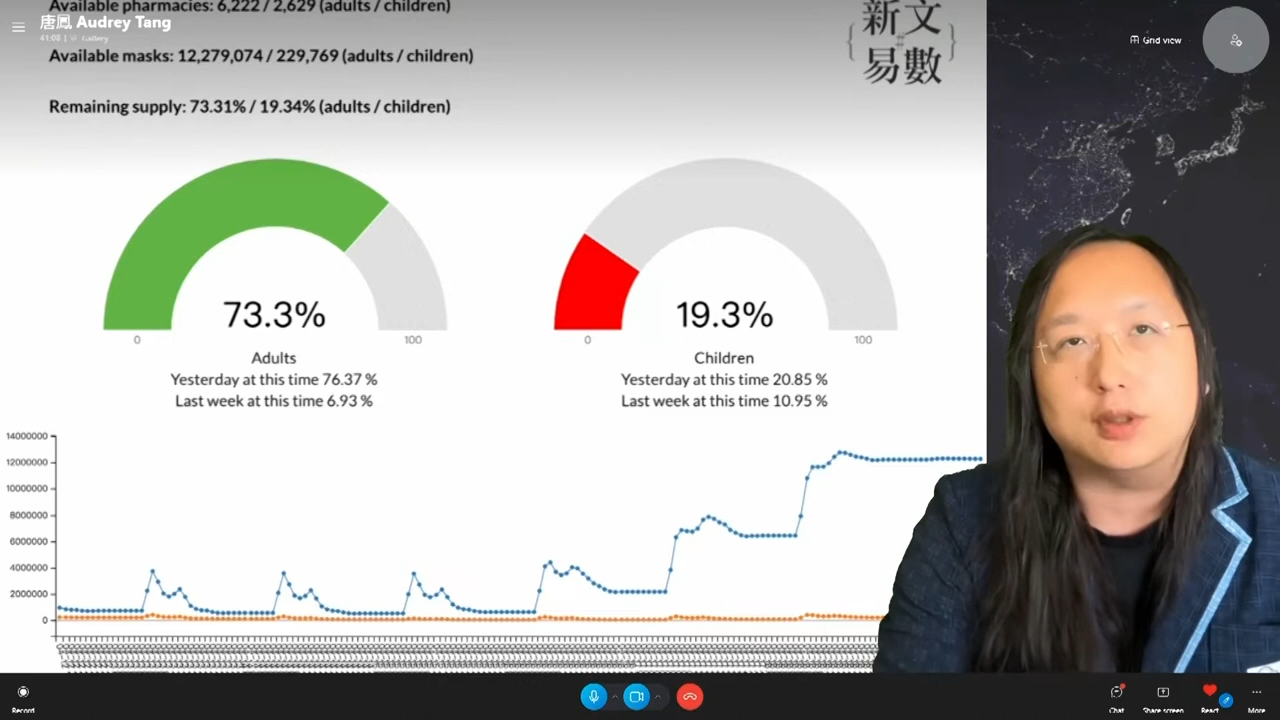 Available pharmacies: 6,222 / 2,629 (adults / children)
唐鳳 Audrey Tang
Available masks: 12,279,074 / 229,769 (adults / children)
Remaining supply: 73.31% / 19.34% (adults / children)
{ 新文 }
#
易數
Grid view
73.3%
0
100
Adults
Yesterday at this time 76.37 %
Last week at this time 6.93 %
19.3%
0
100
Children
Yesterday at this time 20.85 %
Last week at this time 10.95 %
14000000
12000000
10000000
8000000
6000000
4000000
2000000
0
Record
Chat
Share screen
React
More